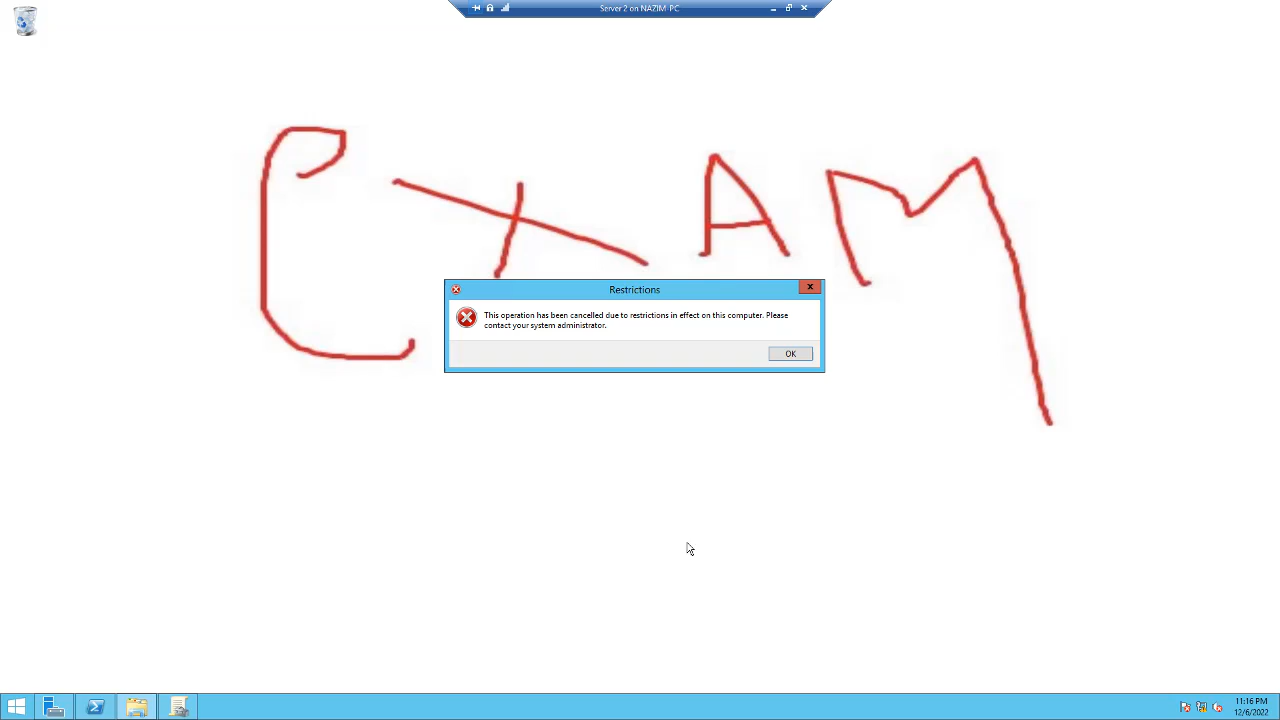 Server 2 on NAZIM-PC
EXAM
Restrictions
This operation has been cancelled due to restrictions in effect on this computer. Please
contact your system administrator.
OK
11:16 PM
12/6/2022